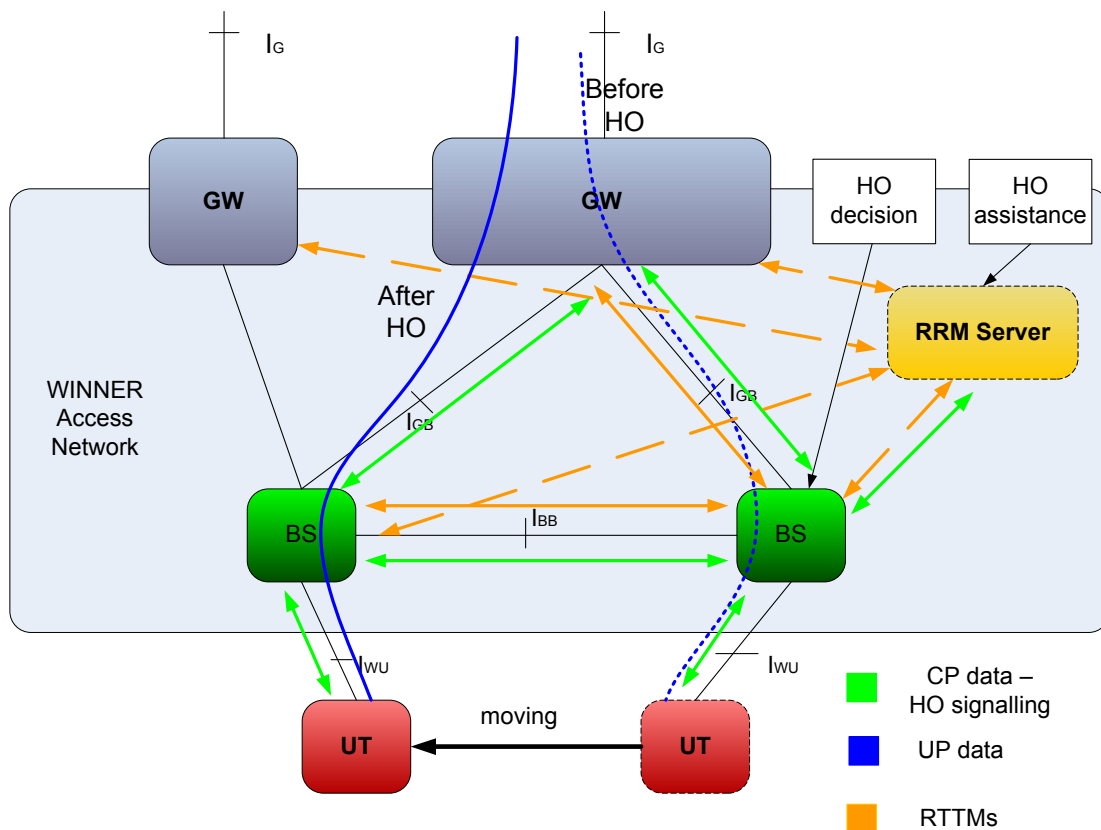 IG
IG
Before
HO
GW
GW
HO
decision
HO
assistance
After
HO
RRM Server
WINNER
Access
Network
IGB
IGB
BS
IBB
BS
IWU
IWU
UT
moving
UT
CP data –
HO signalling
UP data
RTTMs